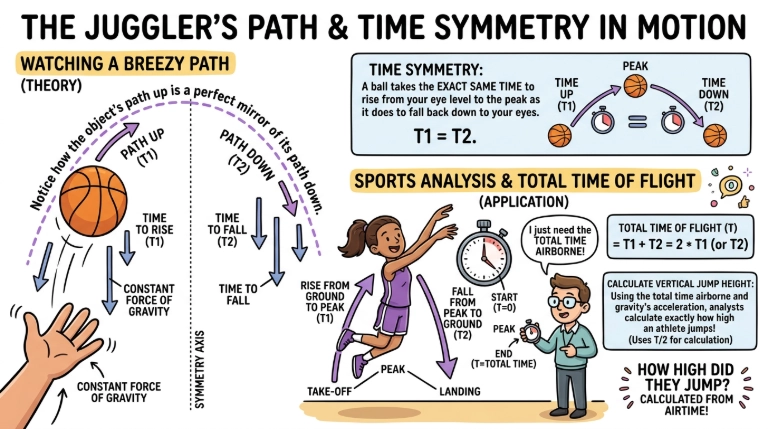 THE JUGGLER'S PATH & TIME SYMMETRY IN MOTION
WATCHING A BREEZY PATH
(THEORY)
Notice how the object's path up is a perfect mirror of its path down.
PATH UP
(T1)
PATH DOWN
(T2)
TIME
TO RISE
(T1)
TIME
TO FALL
(T2)
CONSTANT
FORCE OF
GRAVITY
TIME TO
FALL
CONSTANT FORCE
OF GRAVITY
SYMMETRY AXIS
TIME SYMMETRY:
A ball takes the EXACT SAME TIME to
rise from your eye level to the peak as
it does to fall back down to your eyes.
T1 = T2.
TIME
UP
(T1)
PEAK
=
TIME
DOWN
(T2)
SPORTS ANALYSIS & TOTAL TIME OF FLIGHT
(APPLICATION)
RISE FROM
GROUND TO
PEAK (T1)
FALL
FROM
PEAK TO
GROUND
(T2)
START
(T=0)
PEAK
END
(T=TOTAL TIME)
TAKE-OFF
PEAK
LANDING
I just need the
TOTAL TIME
AIRBORNE!
0
TOTAL TIME OF FLIGHT (T)
= T1 + T2 = 2 * T1 (or T2)
CALCULATE VERTICAL JUMP HEIGHT:
Using the total time airborne and
gravity's acceleration, analysts
calculate exactly how high
an athlete jumps!
(Uses T/2 for calculation)
HOW HIGH DID
THEY JUMP?
CALCULATED FROM
AIRTIME!